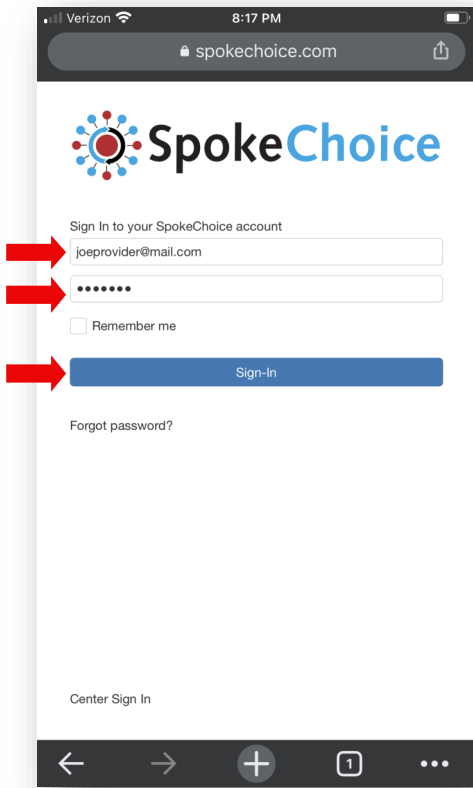 Verizon 8:17 PM
spokechoice.com
SpokeChoice
Sign In to your SpokeChoice account
joeprovider@mail.com
•••••••
Remember me
Sign-In
Forgot password?
Center Sign In
1